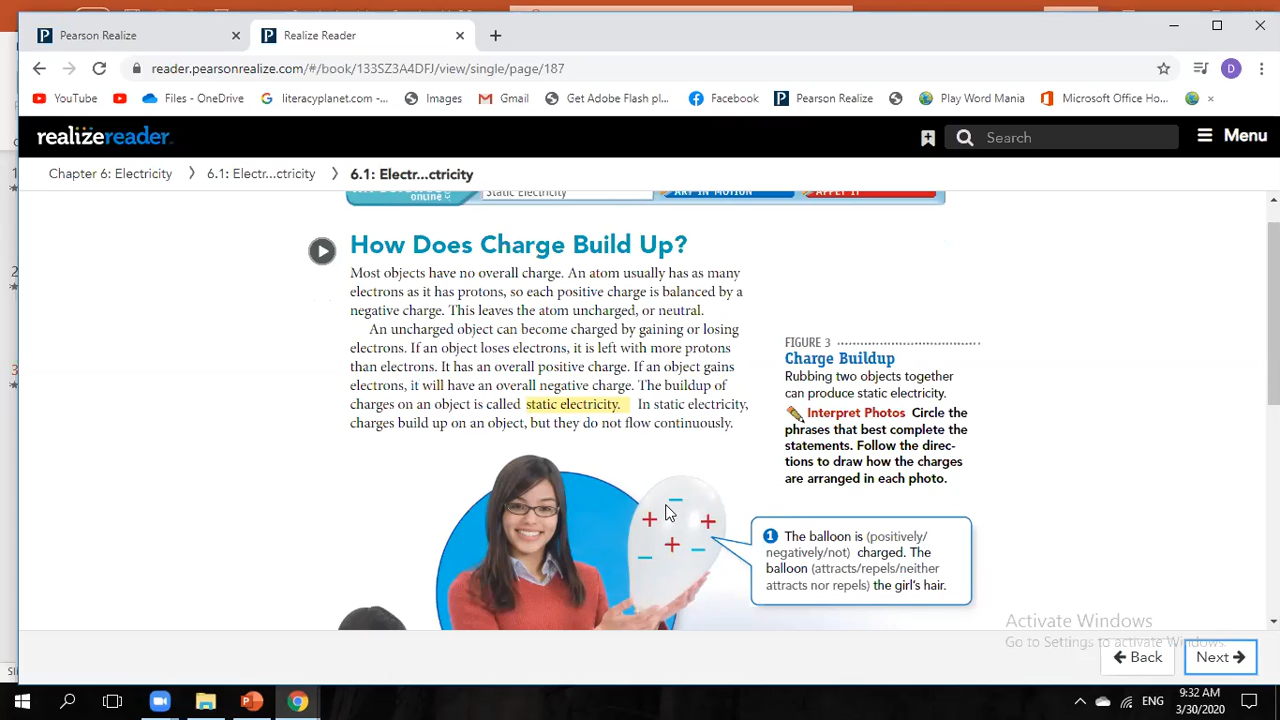 Pearson Realize
Realize Reader
reader.pearsonrealize.com/#/book/133SZ3A4DFJ/view/single/page/187
D
YouTube
Files - OneDrive
literacyplanet.com -...
Images
Gmail
Get Adobe Flash pl...
Facebook
Pearson Realize
Play Word Mania
Microsoft Office Ho...
realizereader
Search
Menu
Chapter 6: Electricity
6.1: Electr...ctricity
6.1: Electr...ctricity
online
Static Electricity
ART IN MOTION
APPLY IT
How Does Charge Build Up?
Most objects have no overall charge. An atom usually has as many
electrons as it has protons, so each positive charge is balanced by a
negative charge. This leaves the atom uncharged, or neutral.
An uncharged object can become charged by gaining or losing
electrons. If an object loses electrons, it is left with more protons
than electrons. It has an overall positive charge. If an object gains
electrons, it will have an overall negative charge. The buildup of
charges on an object is called static electricity. In static electricity,
charges build up on an object, but they do not flow continuously.
FIGURE 3
Charge Buildup
Rubbing two objects together
can produce static electricity.
Interpret Photos Circle the
phrases that best complete the
statements. Follow the direc-
tions to draw how the charges
are arranged in each photo.
1 The balloon is (positively/
negatively/not) charged. The
balloon (attracts/repels/neither
attracts nor repels) the girl's hair.
Activate Windows
Go to Settings to activate Windows.
Back
Next
1
2
3
ENG
9:32 AM
3/30/2020